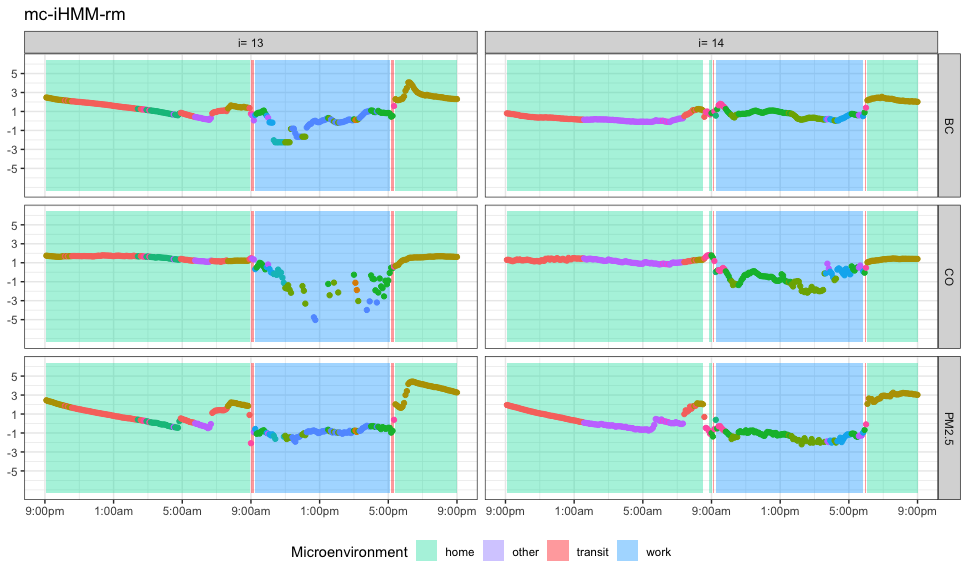 mc-iHMM-rm
i= 13
i= 14
5
3
1
-1
-3
-5
BC
5
3
1
-1
-3
-5
CO
5
3
1
-1
-3
-5
PM2.5
9:00pm 1:00am 5:00am 9:00am 1:00pm 5:00pm 9:00pm 9:00pm 1:00am 5:00am 9:00am 1:00pm 5:00pm 9:00pm
Microenvironment home other transit work